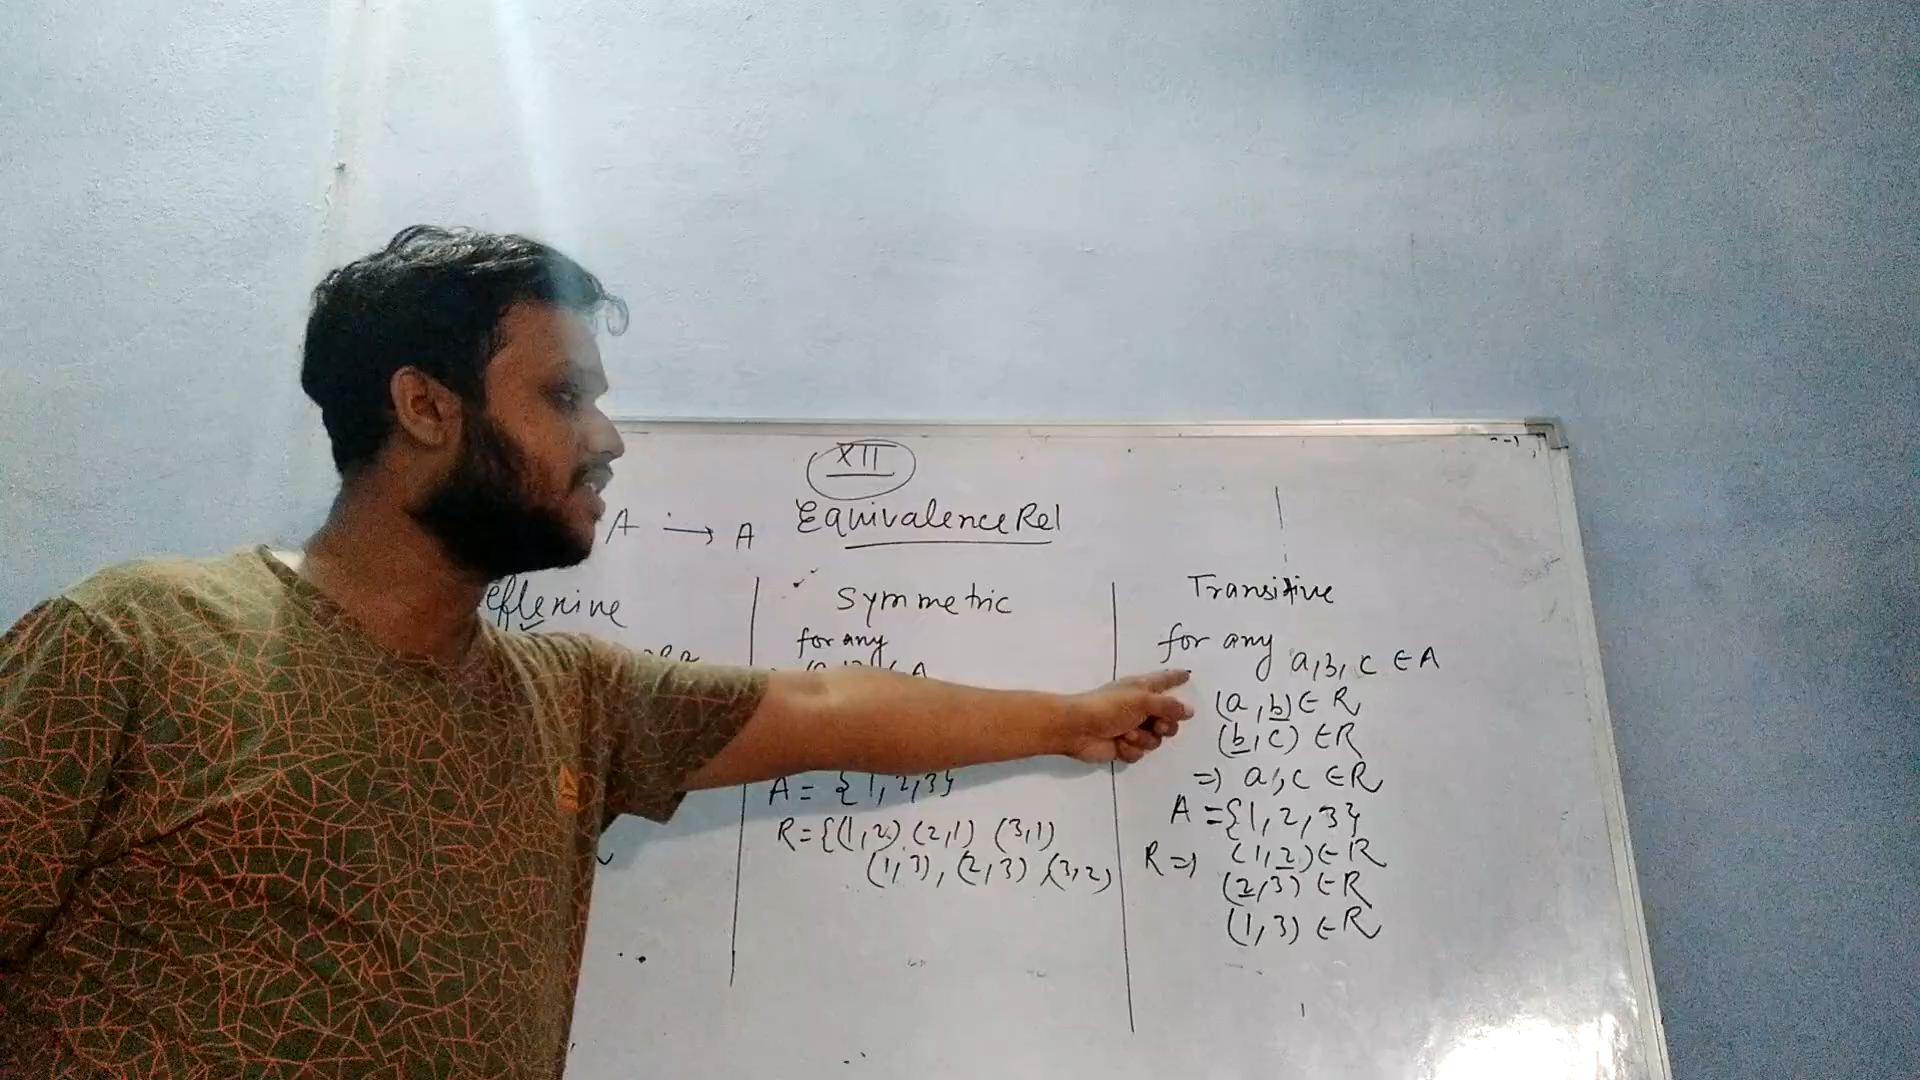 XII
A → A Equivalence Rel
eflexive
Symmetric
for any
A = {1,2,3}
R = {(1,2) (2,1) (3,1)
(1,3), (2,3) (3,2)
Transitive
for any a,b, c ∈ A
(a,b) ∈ R
(b,c) ∈ R
=) a,c ∈ R
A = {1,2,3}
R =) (1,2) ∈ R
(2,3) ∈ R
(1,3) ∈ R